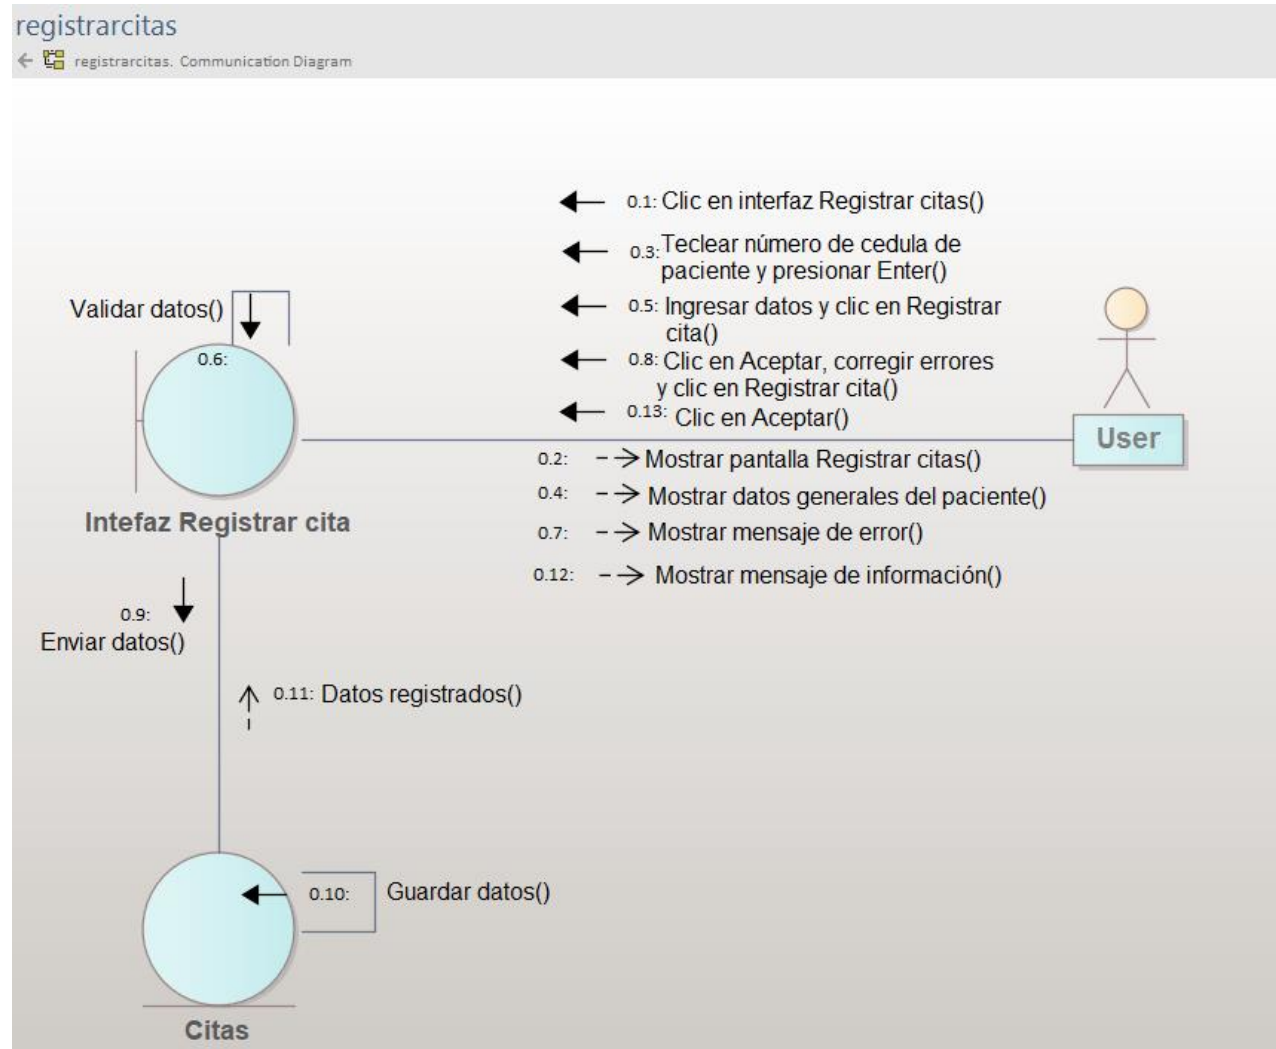 registrarcitas
registrarcitas. Communication Diagram
0.1: Clic en interfaz Registrar citas()
0.3: Teclear número de cedula de
paciente y presionar Enter()
Validar datos()
0.5: Ingresar datos y clic en Registrar
cita()
0.6:
0.8: Clic en Aceptar, corregir errores
y clic en Registrar cita()
0.13: Clic en Aceptar()
User
0.2: Mostrar pantalla Registrar citas()
0.4: Mostrar datos generales del paciente()
Intefaz Registrar cita
0.7: Mostrar mensaje de error()
0.12: Mostrar mensaje de información()
0.9:
Enviar datos()
0.11: Datos registrados()
0.10: Guardar datos()
Citas